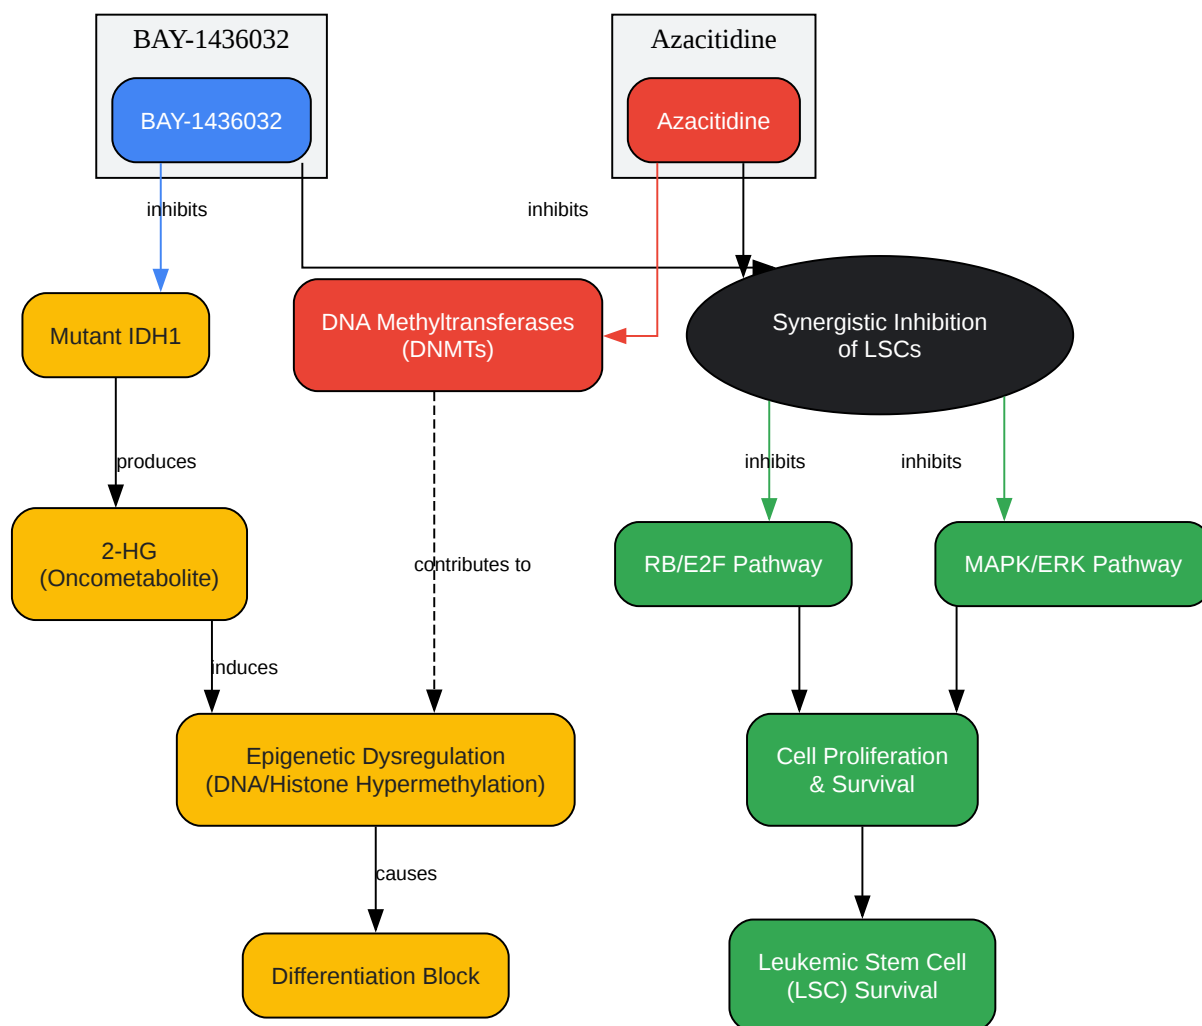 BAY-1436032
Azacitidine
BAY-1436032
Azacitidine
inhibits
inhibits
Mutant IDH1
DNA Methyltransferases
(DNMTs)
Synergistic Inhibition
of LSCs
produces
inhibits
inhibits
2-HG
(Oncometabolite)
contributes to
RB/E2F Pathway
MAPK/ERK Pathway
induces
Epigenetic Dysregulation
(DNA/Histone Hypermethylation)
Cell Proliferation
& Survival
causes
Differentiation Block
Leukemic Stem Cell
(LSC) Survival